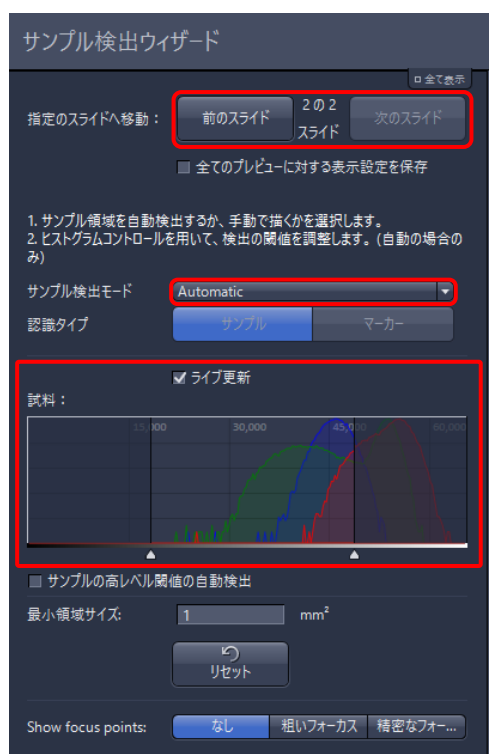 サンプル検出ウィザード
全て表示
指定のスライドへ移動： 前のスライド 2 の 2 スライド 次のスライド
全てのプレビューに対する表示設定を保存
1. サンプル領域を自動検出するか、手動で描くかを選択します。
2. ヒストグラムコントロールを用いて、検出の閾値を調整します。(自動の場合の
み)
サンプル検出モード Automatic
認識タイプ サンプル マーカー
ライブ更新
試料：
15,000 30,000 45,000 60,000
サンプルの高レベル閾値の自動検出
最小領域サイズ: 1 mm²
リセット
Show focus points: なし 粗いフォーカス 精密なフォー...